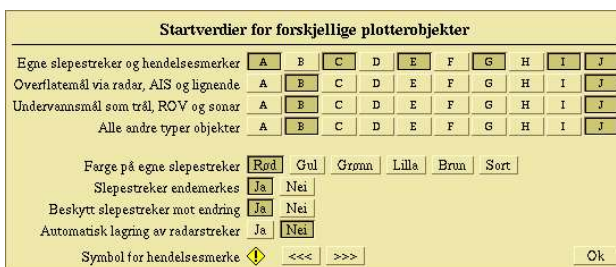 Startverdier for forskjellige plotterobjekter
Egne slepestreker og hendelsesmerker A B C D E F G H I J
Overflatemål via radar, AIS og lignende A B C D E F G H I J
Undervannsmål som trål, ROV og sonar A B C D E F G H I J
Alle andre typer objekter A B C D E F G H I J
Farge på egne slepestreker Rød Gul Grønn Lilla Brun Sort
Slepestreker endemerkes Ja Nei
Beskytt slepestreker mot endring Ja Nei
Automatisk lagring av radarstreker Ja Nei
Symbol for hendelsesmerke ! <<< >>> Ok